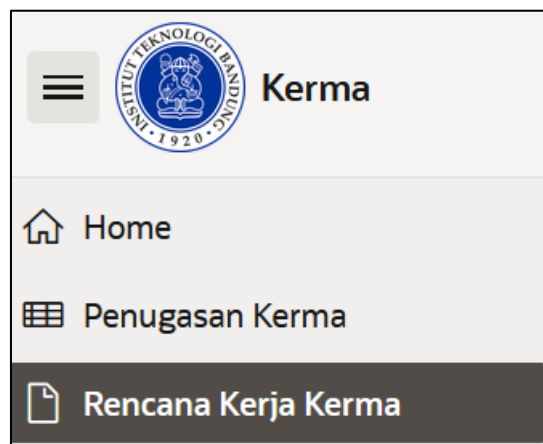 INSTITUT TEKNOLOGI BANDUNG
· 1920 ·
Kerma
Home
Penugasan Kerma
Rencana Kerja Kerma